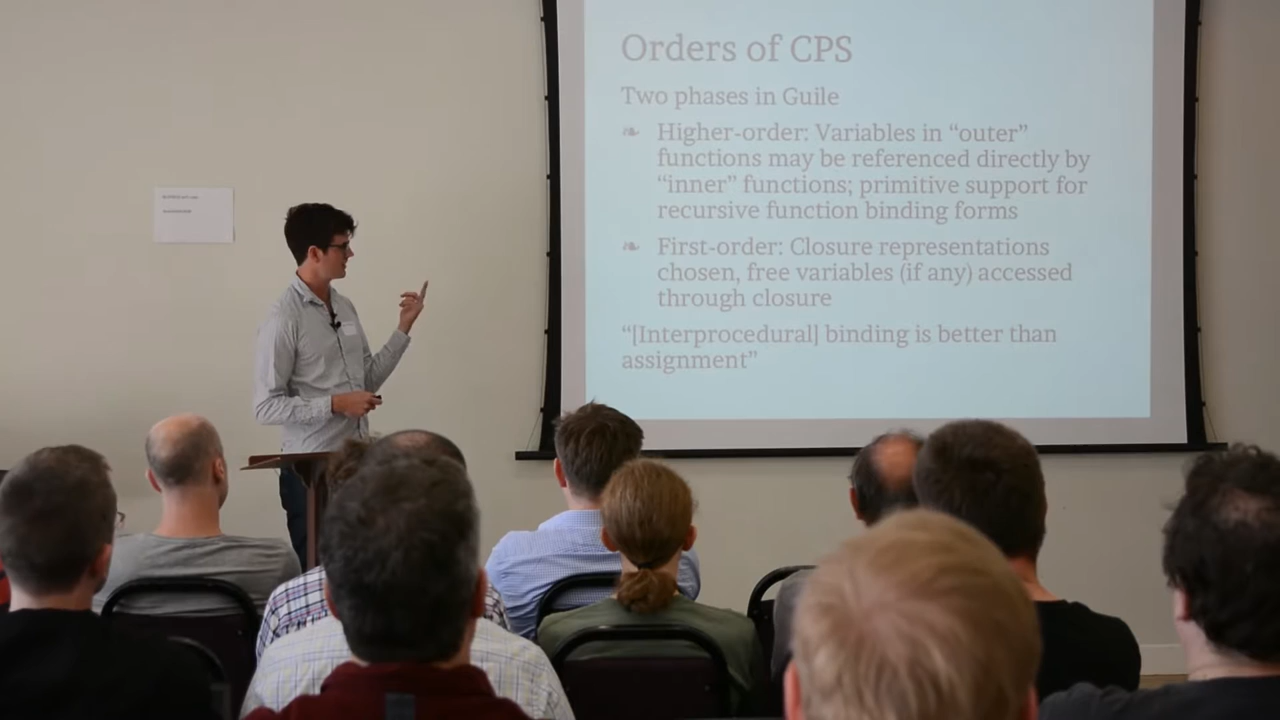 Orders of CPS
Two phases in Guile
❧ Higher-order: Variables in “outer”
functions may be referenced directly by
“inner” functions; primitive support for
recursive function binding forms
❧ First-order: Closure representations
chosen, free variables (if any) accessed
through closure
“[Interprocedural] binding is better than
assignment”